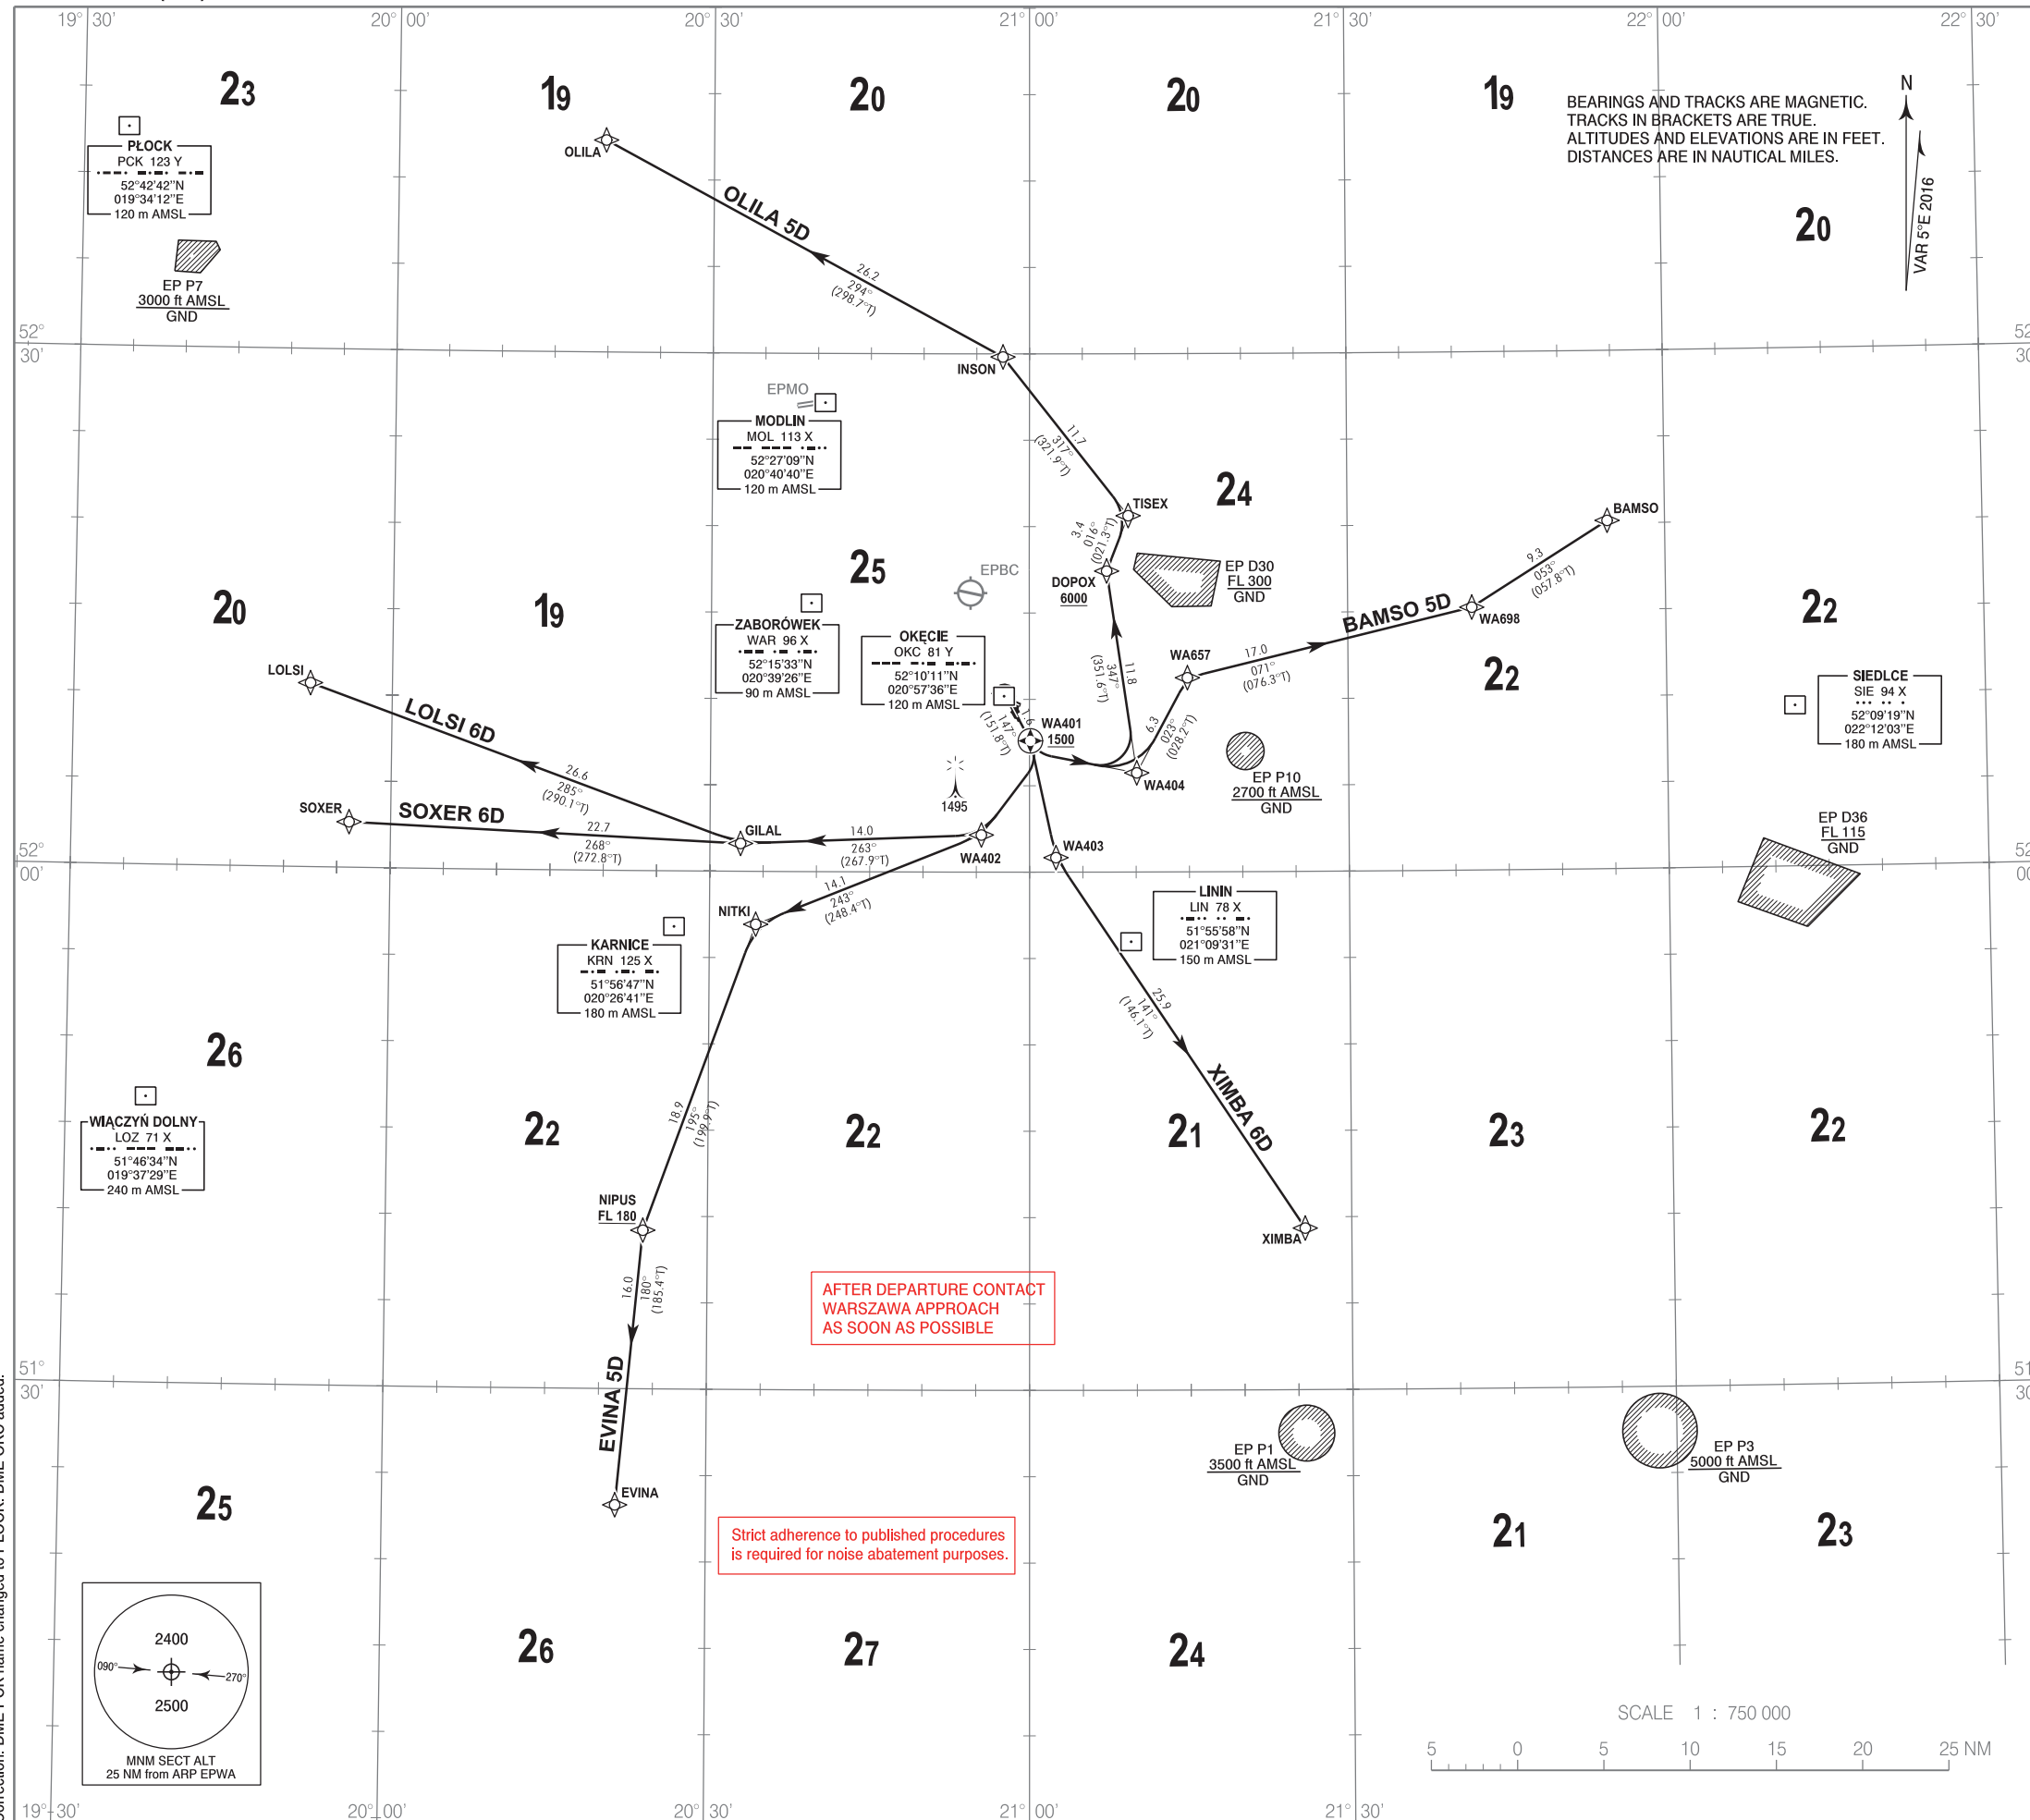 19° 30'
20° 00'
20° 30'
21° 00'
21° 30'
22° 00'
22° 30'
23
19
20
20
19
BEARINGS AND TRACKS ARE MAGNETIC.
TRACKS IN BRACKETS ARE TRUE.
ALTITUDES AND ELEVATIONS ARE IN FEET.
DISTANCES ARE IN NAUTICAL MILES.
N
VAR 5°E 2016
20
PŁOCK
PCK 123 Y
52°42'42"N
019°34'12"E
120 m AMSL
EP P7
3000 ft AMSL
GND
OLILA
OLILA 5D
26.2
294°
(298.7°T)
52°
30'
52
30
INSON
EPMO
MODLIN
MOL 113 X
52°27'09"N
020°40'40"E
120 m AMSL
11.7
317°
(321.9°T)
TISEX
24
3.4
016°
(021.3°T)
BAMSO
9.3
053°
(057.8°T)
25
EPBC
DOPOX
6000
EP D30
FL 300
GND
20
19
22
ZABORÓWEK
WAR 96 X
52°15'33"N
020°39'26"E
90 m AMSL
OKĘCIE
OKC 81 Y
52°10'11"N
020°57'36"E
120 m AMSL
BAMSO 5D
WA698
WA657
17.0
071°
(076.3°T)
22
11.8
347°
(351.6°T)
6.3
023°
(028.2°T)
LOLSI
LOLSI 6D
26.6
285°
(290.1°T)
1.6
147°
(151.8°T)
WA401
1500
WA404
SIEDLCE
SIE 94 X
52°09'19"N
022°12'03"E
180 m AMSL
EP P10
2700 ft AMSL
GND
1495
SOXER
SOXER 6D
22.7
268°
(272.8°T)
GILAL
14.0
263°
(267.9°T)
WA402
WA403
EP D36
FL 115
GND
52°
00'
52
00
14.1
243°
(248.4°T)
NITKI
LININ
LIN 78 X
51°55'58"N
021°09'31"E
150 m AMSL
KARNICE
KRN 125 X
51°56'47"N
020°26'41"E
180 m AMSL
25.9
141°
(146.1°T)
XIMBA 6D
26
22
22
21
23
22
WIĄCZYŃ DOLNY
LOZ 71 X
51°46'34"N
019°37'29"E
240 m AMSL
18.9
195°
(199.9°T)
NIPUS
FL 180
XIMBA
16.0
180°
(185.4°T)
AFTER DEPARTURE CONTACT
WARSZAWA APPROACH
AS SOON AS POSSIBLE
51°
30'
51
30
EVINA 5D
EVINA
EP P1
3500 ft AMSL
GND
EP P3
5000 ft AMSL
GND
25
21
23
Strict adherence to published procedures
is required for noise abatement purposes.
26
27
24
2400
090°
270°
2500
MNM SECT ALT
25 NM from ARP EPWA
SCALE 1 : 750 000
5
0
5
10
15
20
25 NM
19° 30'
20° 00'
20° 30'
21° 00'
21° 30'